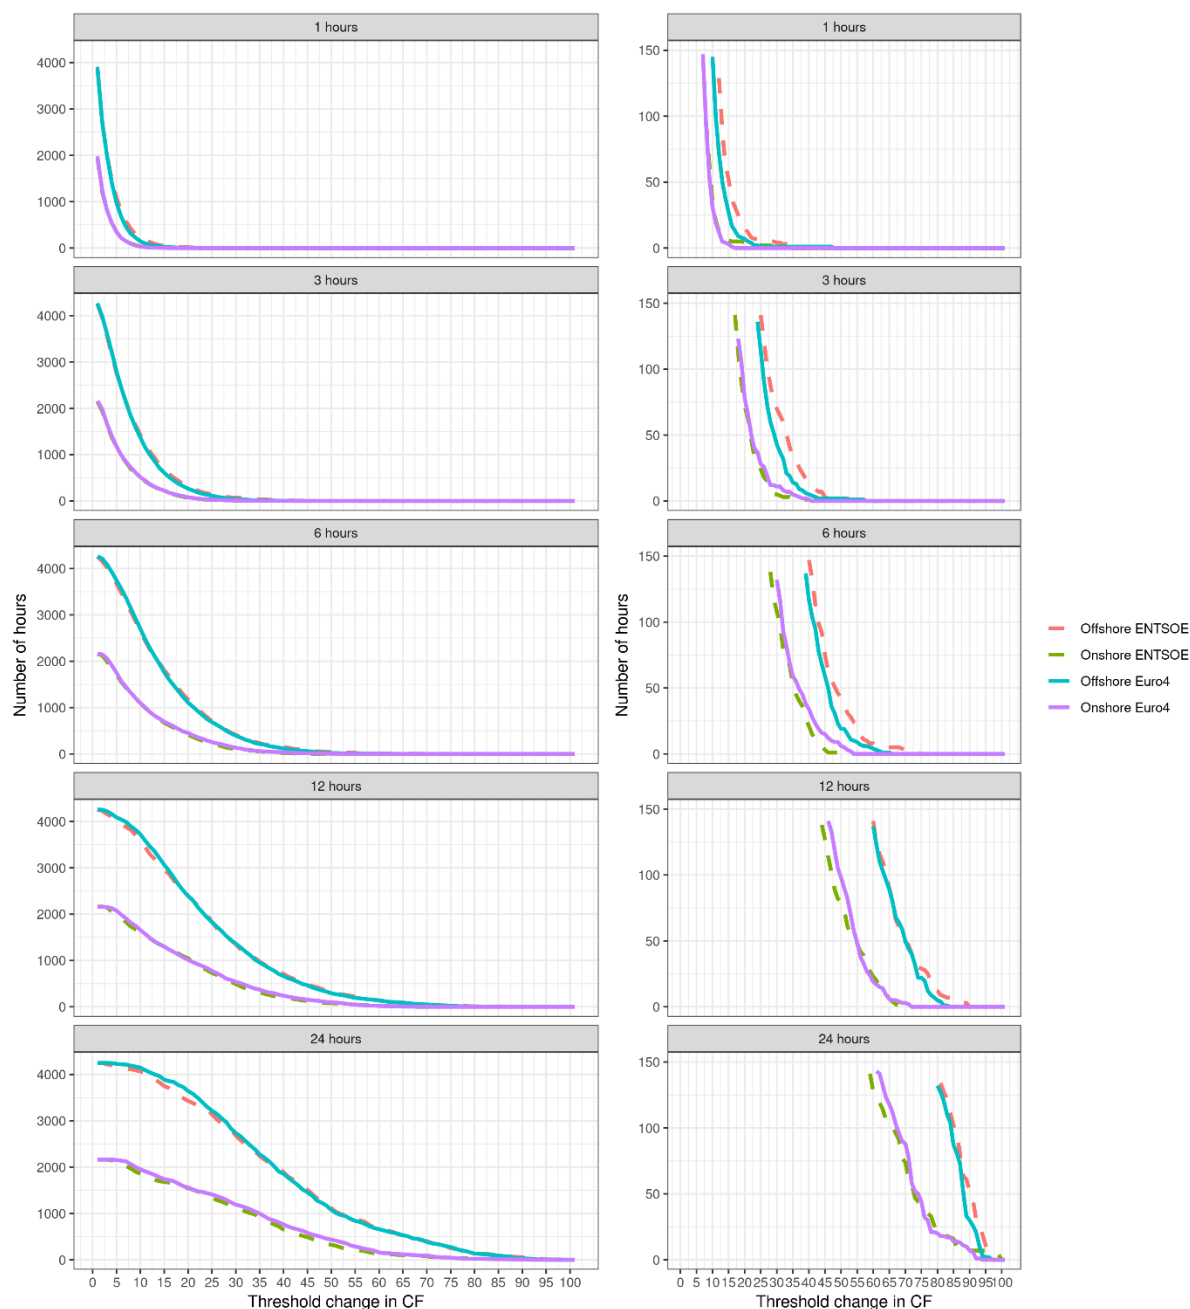 1 hours
1 hours
4000
3000
2000
1000
0
150
100
50
0
3 hours
3 hours
4000
3000
2000
1000
0
150
100
50
0
6 hours
6 hours
4000
3000
2000
1000
0
150
100
50
0
12 hours
12 hours
4000
3000
2000
1000
0
150
100
50
0
24 hours
24 hours
4000
3000
2000
1000
0
150
100
50
0
Number of hours
Number of hours
0 5 10 15 20 25 30 35 40 45 50 55 60 65 70 75 80 85 90 95 100
0 5 10 15 20 25 30 35 40 45 50 55 60 65 70 75 80 85 90 95 100
Threshold change in CF
Threshold change in CF
Offshore ENTSOE
Onshore ENTSOE
Offshore Euro4
Onshore Euro4